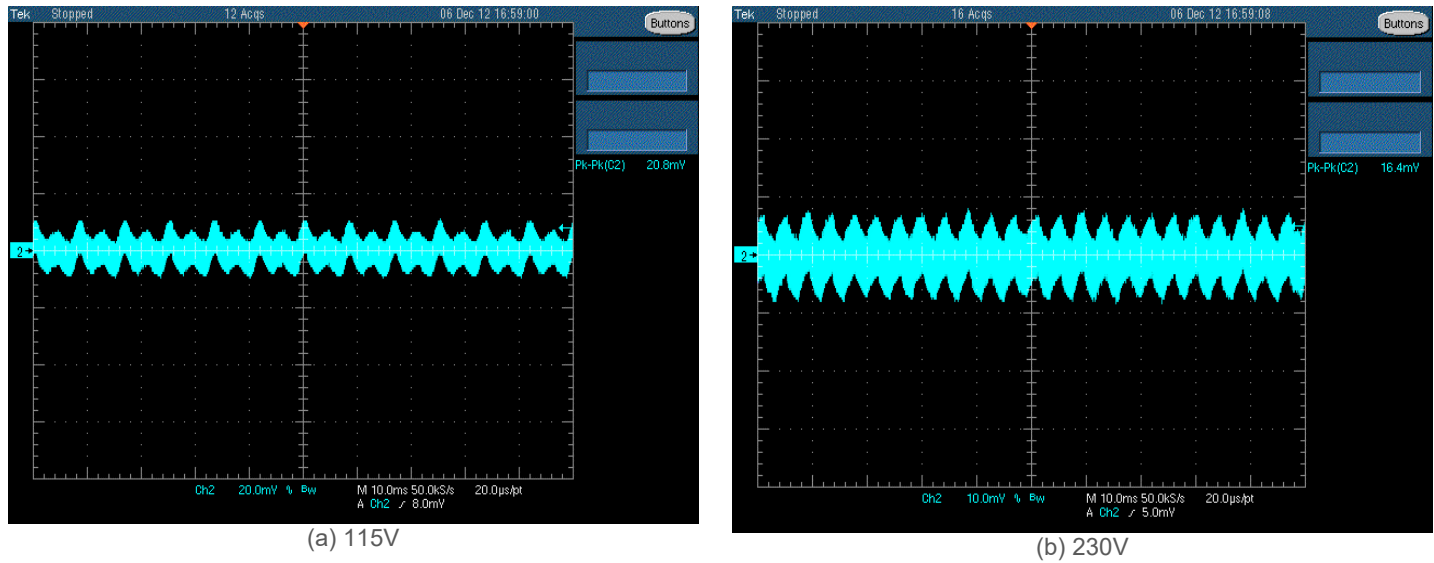 Tek Stopped 12 Acqs 06 Dec 12 16:59:00
Buttons
Pk-Pk(C2) 20.8mV
2
Ch2 20.0mV ∿ Bw M 10.0ms 50.0kS/s 20.0µs/pt
A Ch2 ⁄ 8.0mV
(a) 115V
Tek Stopped 16 Acqs 06 Dec 12 16:59:08
Buttons
Pk-Pk(C2) 16.4mV
2
Ch2 10.0mV ∿ Bw M 10.0ms 50.0kS/s 20.0µs/pt
A Ch2 ⁄ 5.0mV
(b) 230V